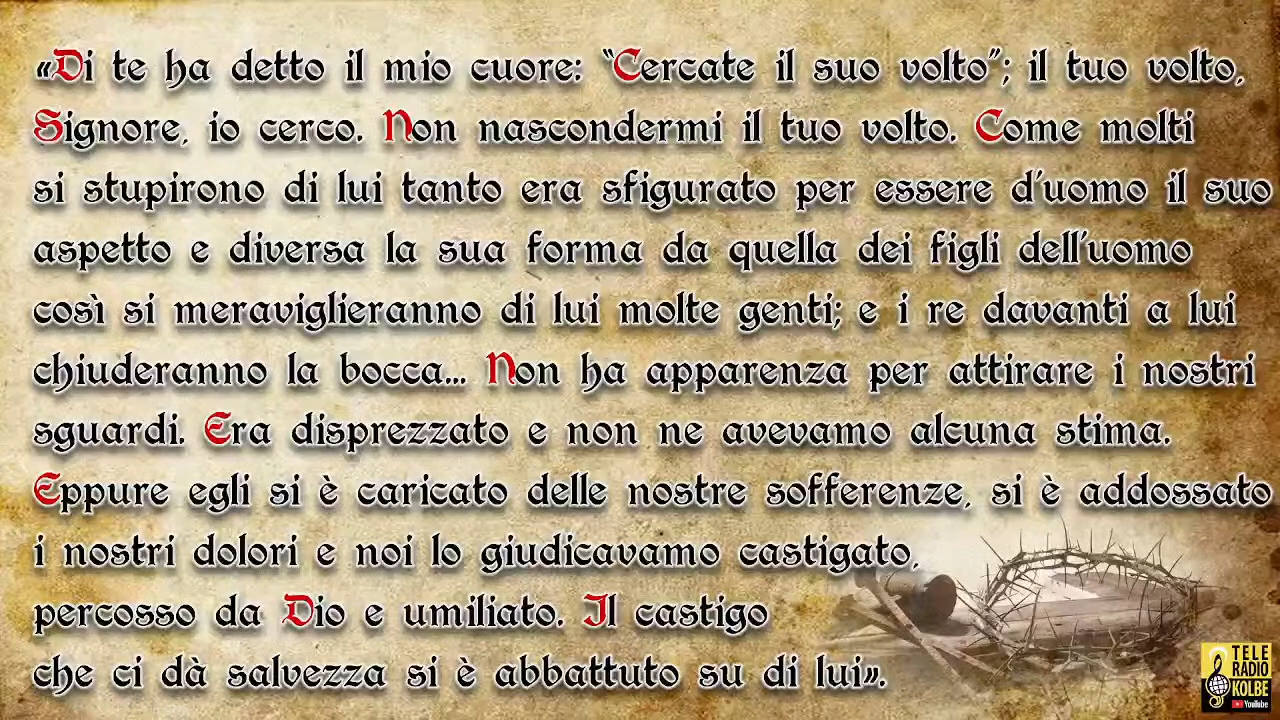 «Di te ha detto il mio cuore: “Cercate il suo volto”; il tuo volto,
Signore, io cerco. Non nascondermi il tuo volto. Come molti
si stupirono di lui tanto era sfigurato per essere d'uomo il suo
aspetto e diversa la sua forma da quella dei figli dell'uomo
così si meraviglieranno di lui molte genti; e i re davanti a lui
chiuderanno la bocca... Non ha apparenza per attirare i nostri
sguardi. Era disprezzato e non ne avevamo alcuna stima.
Eppure egli si è caricato delle nostre sofferenze, si è addossato
i nostri dolori e noi lo giudicavamo castigato,
percosso da Dio e umiliato. Il castigo
che ci dà salvezza si è abbattuto su di lui».
TELE
RADIO
KOLBE
YouTube